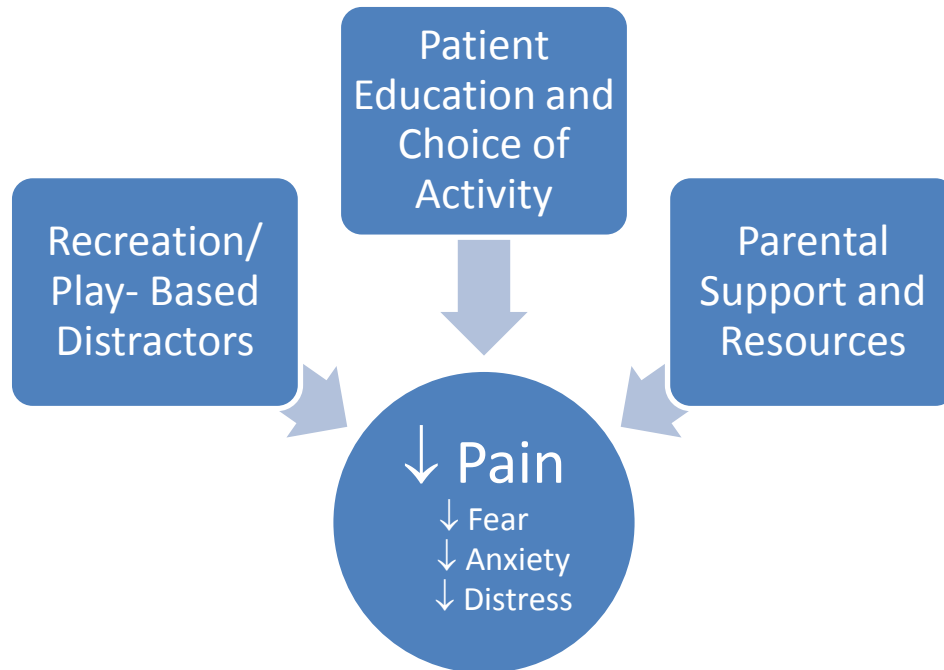 Patient
Education and
Choice of
Activity
Recreation/
Play- Based
Distractors
Parental
Support and
Resources
↓ Pain
↓ Fear
↓ Anxiety
↓ Distress